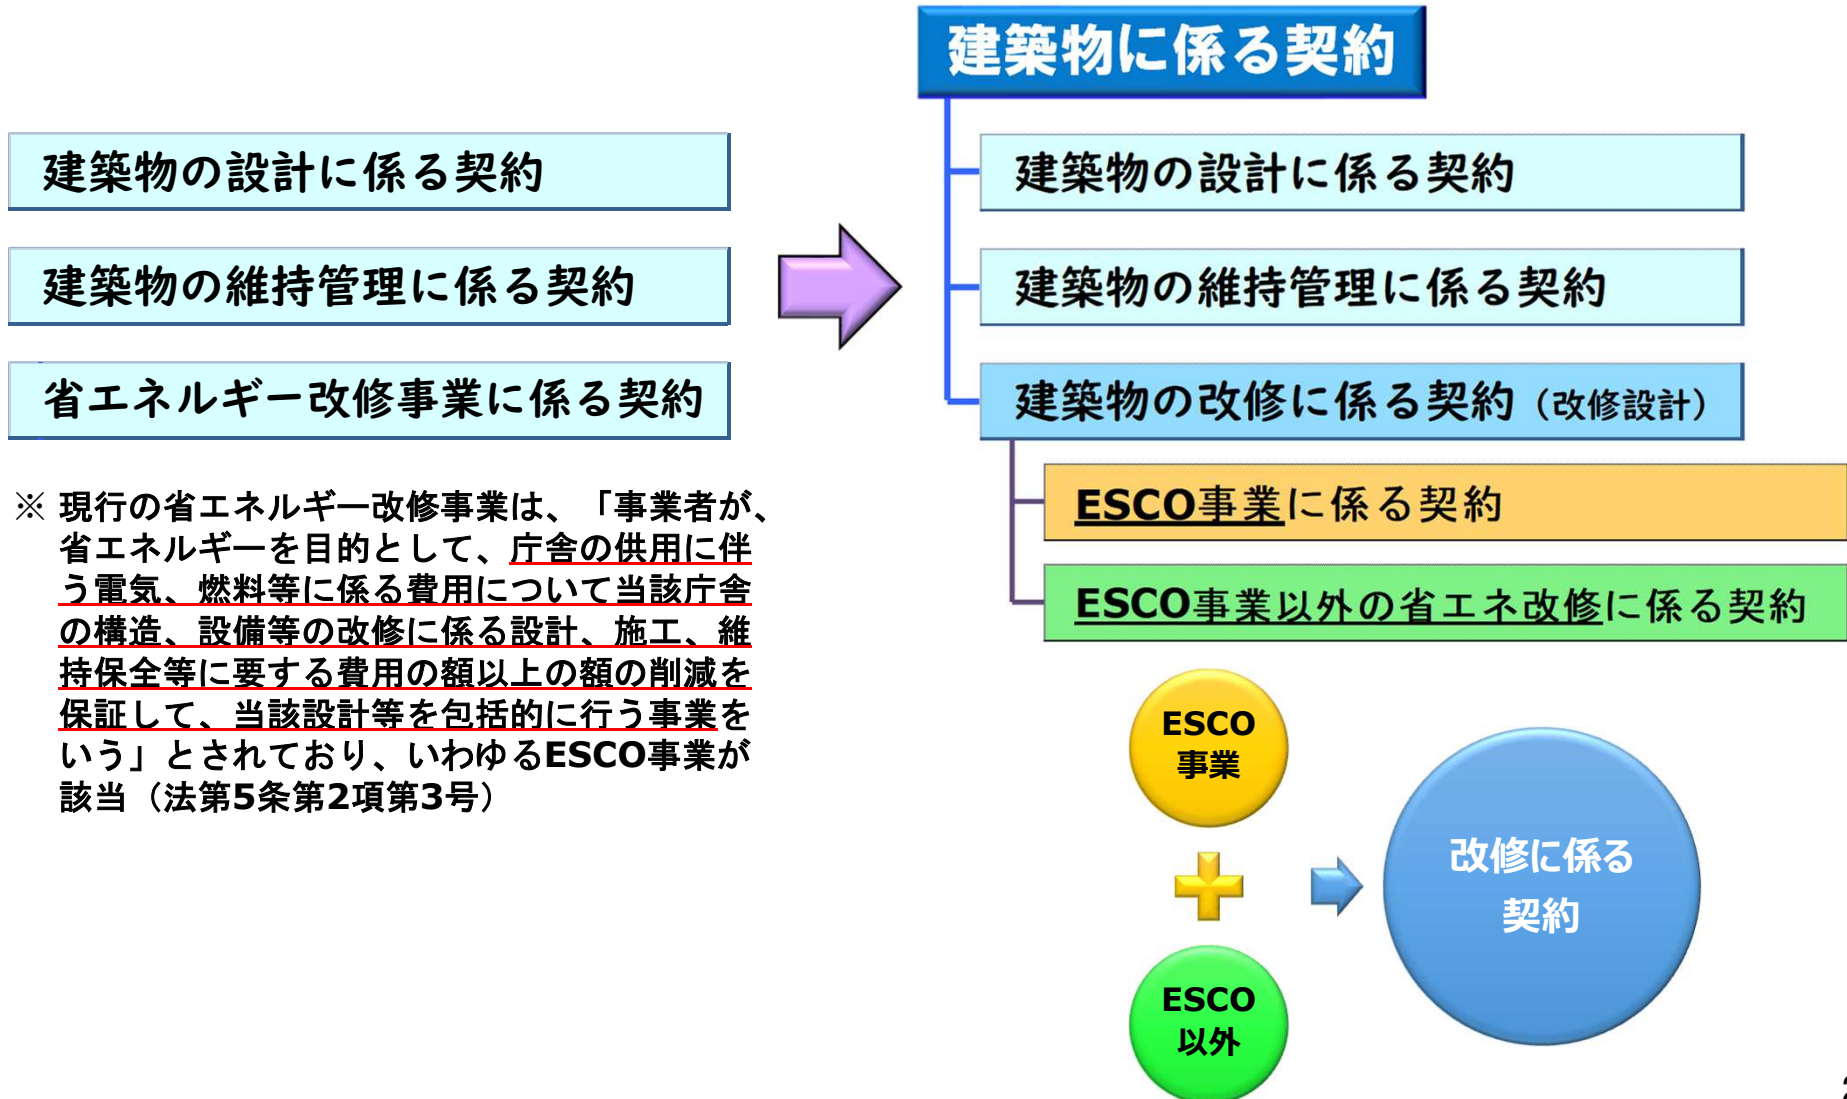 建築物に係る契約
建築物の設計に係る契約
建築物の維持管理に係る契約
省エネルギー改修事業に係る契約
※ 現行の省エネルギー改修事業は、「事業者が、
省エネルギーを目的として、庁舎の供用に伴
う電気、燃料等に係る費用について当該庁舎
の構造、設備等の改修に係る設計、施工、維
持保全等に要する費用の額以上の額の削減を
保証して、当該設計等を包括的に行う事業を
いう」とされており、いわゆるESCO事業が
該当（法第5条第2項第3号）
建築物の設計に係る契約
建築物の維持管理に係る契約
建築物の改修に係る契約（改修設計）
ESCO事業に係る契約
ESCO事業以外の省エネ改修に係る契約
ESCO
事業
ESCO
以外
改修に係る
契約